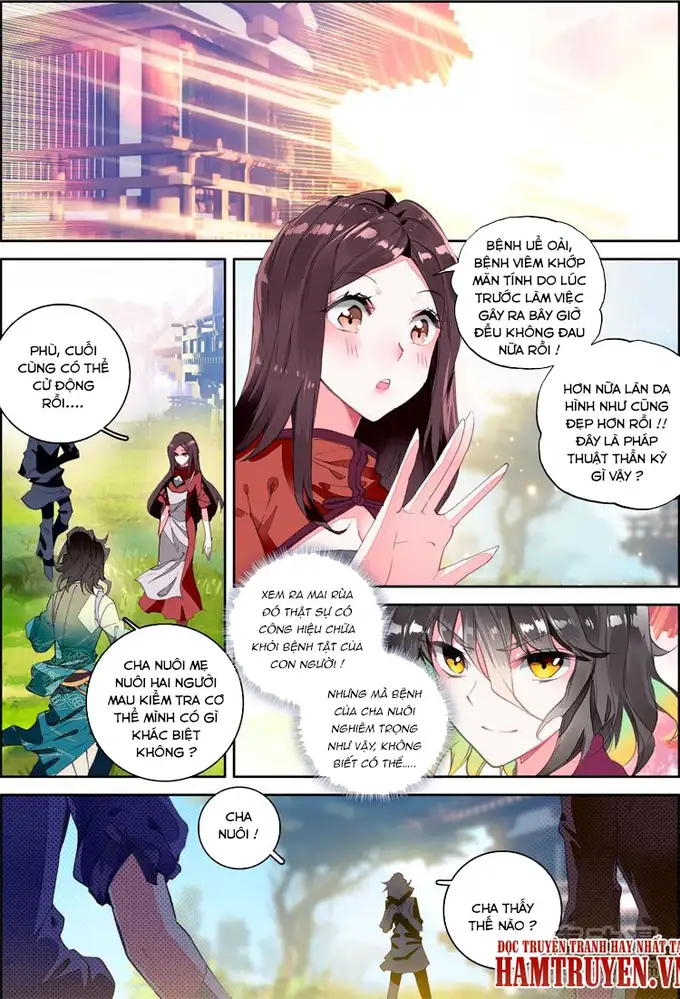 BỆNH UỂ OẢI,
BỆNH VIÊM KHỚP
MÃN TÍNH DO LÚC
TRƯỚC LÀM VIỆC
GÂY RA BÂY GIỜ
ĐỀU KHÔNG ĐAU
NỮA RỒI !
HƠN NỮA LÀN DA
HÌNH NHƯ CŨNG
ĐẸP HƠN RỒI !!
ĐÂY LÀ PHÁP
THUẬT THẦN KỲ
GÌ VẬY ?
PHÙ, CUỐI
CÙNG CÓ THỂ
CỬ ĐỘNG
RỒI....
CHA NUÔI MẸ
NUÔI HAI NGƯỜI
MAU KIỂM TRA CƠ
THỂ MÌNH CÓ GÌ
KHÁC BIỆT
KHÔNG ?
XEM RA MAI RÙA
ĐÓ THẬT SỰ CÓ
CÔNG HIỆU CHỮA
KHỎI BỆNH TẬT CỦA
CON NGƯỜI !
NHƯNG MÀ BỆNH
CỦA CHA NUÔI
NGHIÊM TRỌNG
NHƯ VẬY, KHÔNG
BIẾT CÓ THỂ.....
CHA
NUÔI !
CHA THẤY
THẾ NÀO ?
ĐỌC TRUYỆN TRANH HAY NHẤT TẠ
HAMTRUYEN.VN